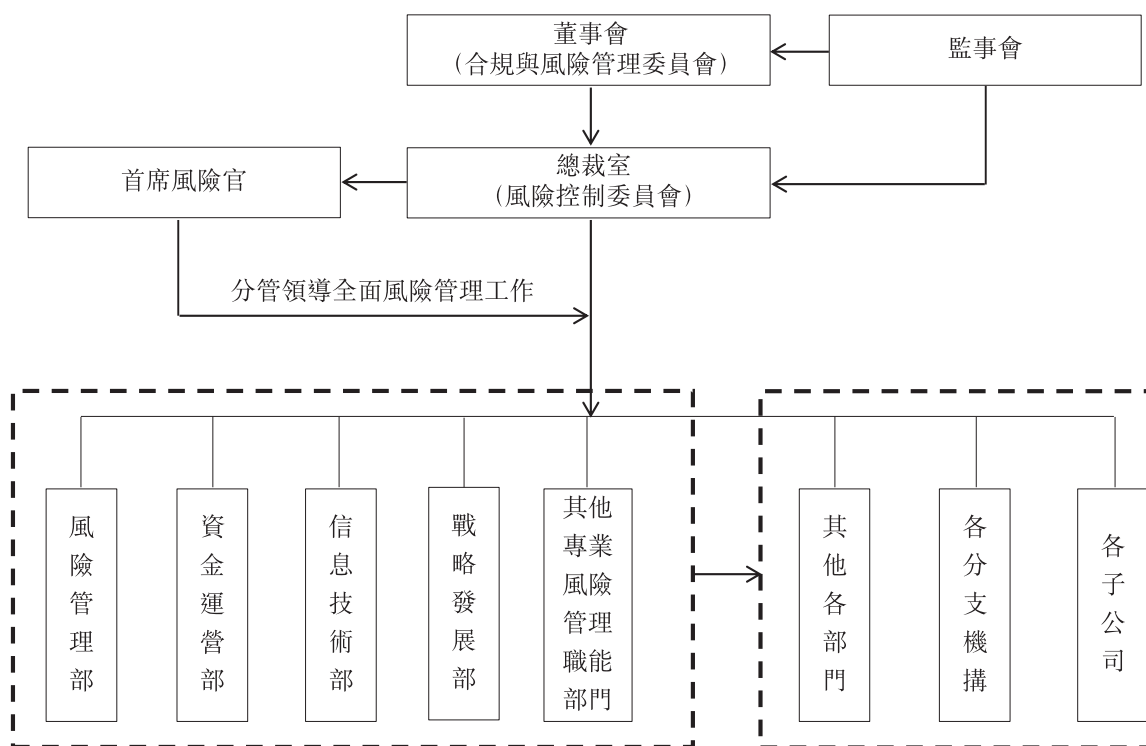 董事會
（合規與風險管理委員會）
監事會
首席風險官
總裁室
（風險控制委員會）
分管領導全面風險管理工作
風險管理部
資金運營部
信息技術部
戰略發展部
其他
專業
風險
管理
職能
部門
其他各部門
各分支機構
各子公司